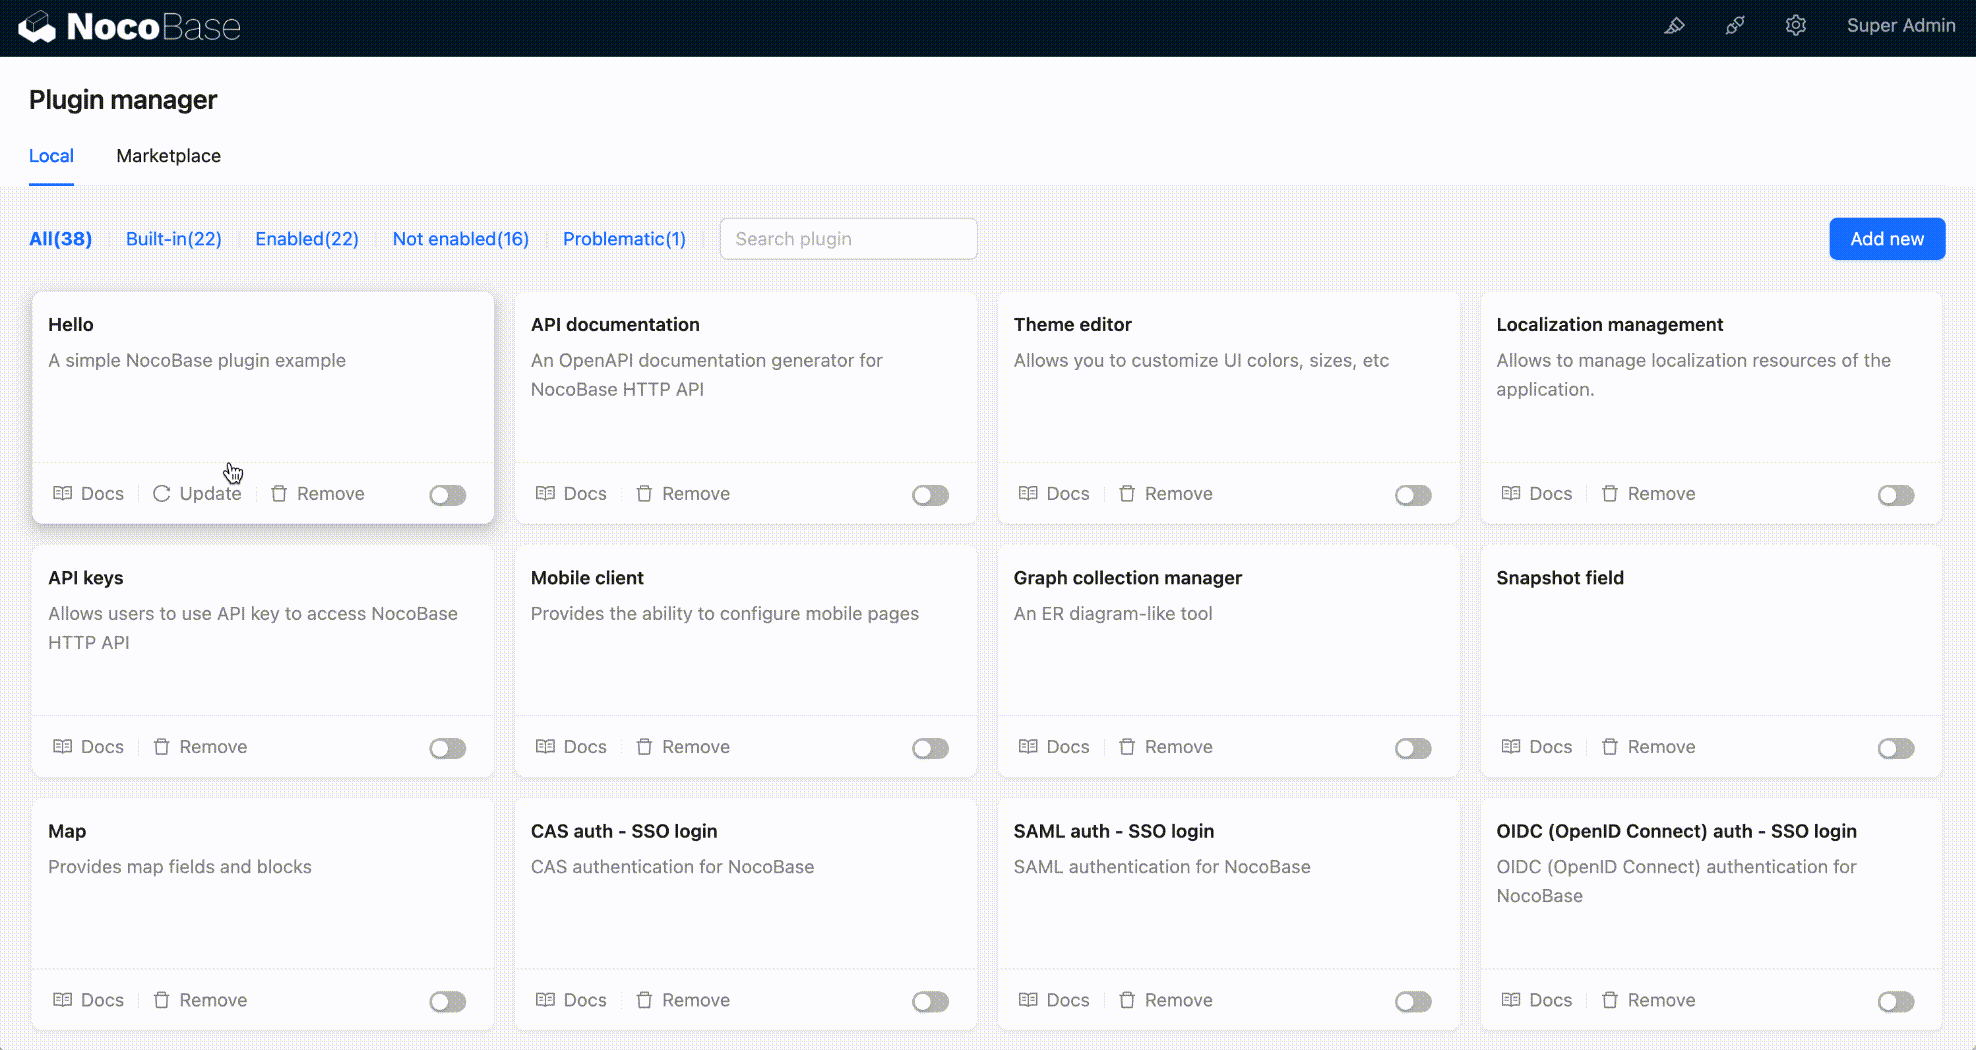 NocoBase
Super Admin
Plugin manager
Local Marketplace
All(38) Built-in(22) Enabled(22) Not enabled(16) Problematic(1) Search plugin Add new
Hello
A simple NocoBase plugin example
Docs Update Remove
API documentation
An OpenAPI documentation generator for
NocoBase HTTP API
Docs Remove
Theme editor
Allows you to customize UI colors, sizes, etc
Docs Remove
Localization management
Allows to manage localization resources of the
application.
Docs Remove
API keys
Allows users to use API key to access NocoBase
HTTP API
Docs Remove
Mobile client
Provides the ability to configure mobile pages
Docs Remove
Graph collection manager
An ER diagram-like tool
Docs Remove
Snapshot field
Docs Remove
Map
Provides map fields and blocks
Docs Remove
CAS auth - SSO login
CAS authentication for NocoBase
Docs Remove
SAML auth - SSO login
SAML authentication for NocoBase
Docs Remove
OIDC (OpenID Connect) auth - SSO login
OIDC (OpenID Connect) authentication for
NocoBase
Docs Remove